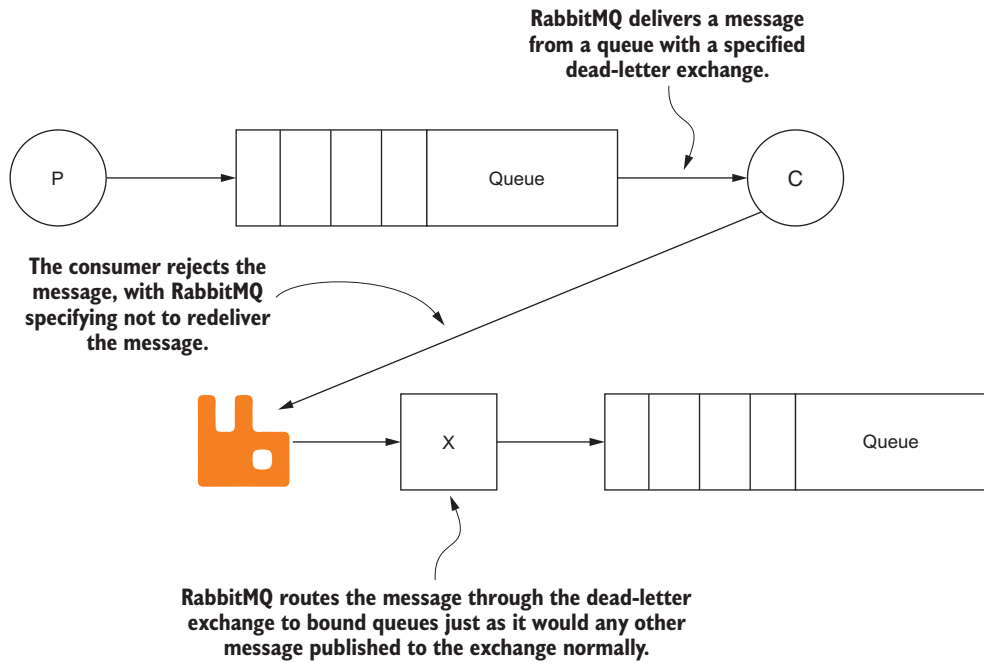 RabbitMQ delivers a message
from a queue with a specified
dead-letter exchange.
P
Queue
C
The consumer rejects the
message, with RabbitMQ
specifying not to redeliver
the message.
X
Queue
RabbitMQ routes the message through the dead-letter
exchange to bound queues just as it would any other
message published to the exchange normally.